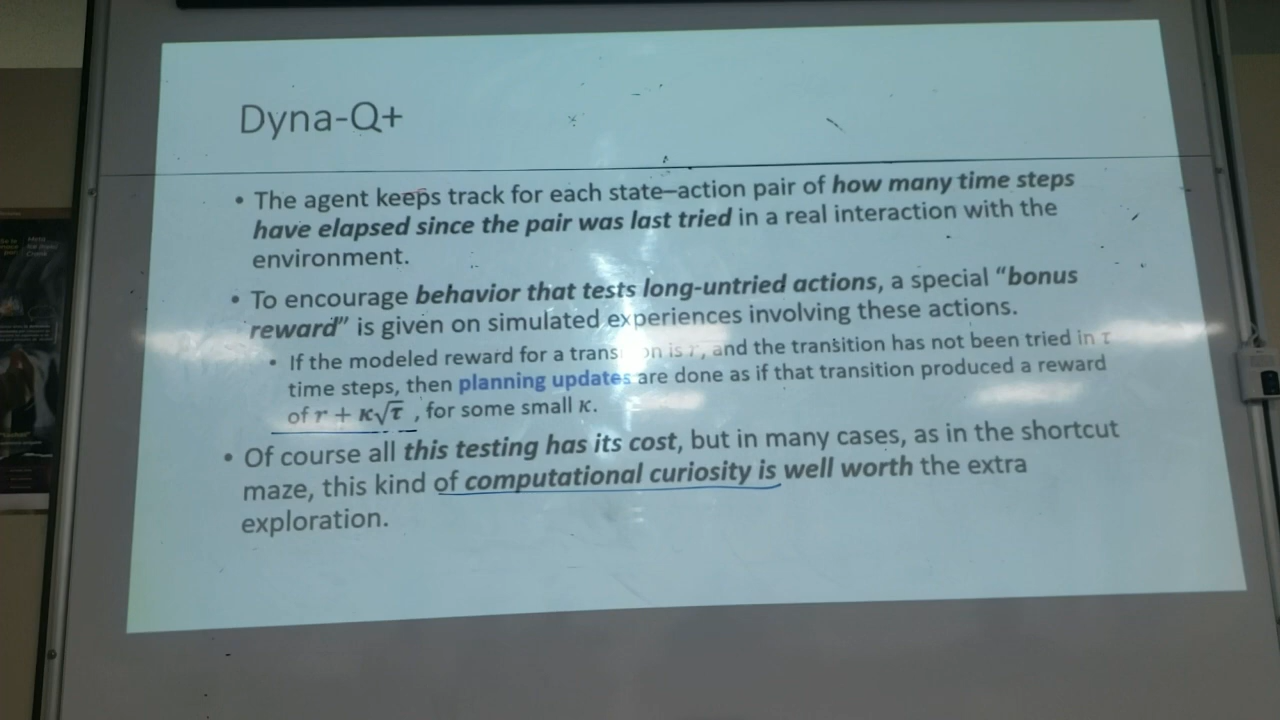 Dyna-Q+
• The agent keeps track for each state–action pair of how many time steps
have elapsed since the pair was last tried in a real interaction with the
environment.
• To encourage behavior that tests long-untried actions, a special “bonus
reward” is given on simulated experiences involving these actions.
• If the modeled reward for a is r, and the transition has not been tried in τ
time steps, then planning updates are done as if that transition produced a reward
of r + κ√τ , for some small κ.
• Of course all this testing has its cost, but in many cases, as in the shortcut
maze, this kind of computational curiosity is well worth the extra
exploration.